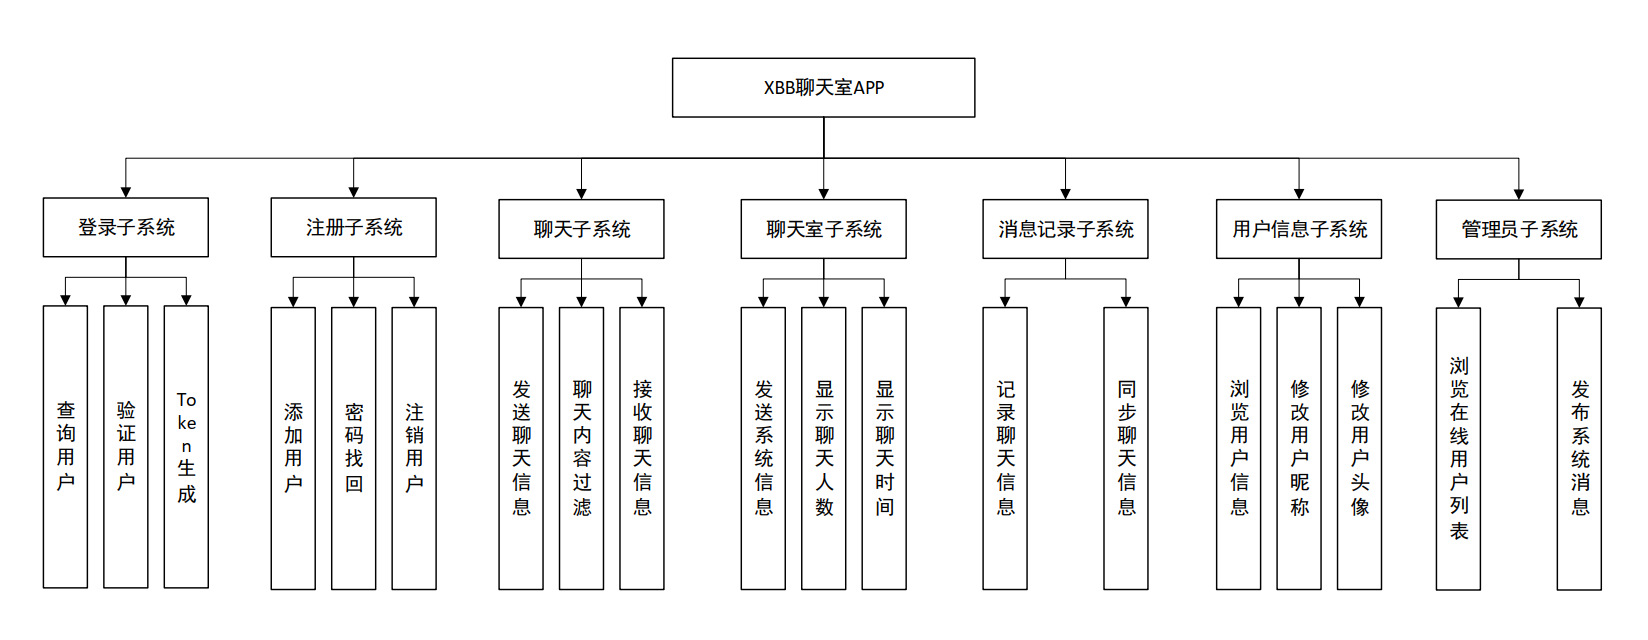 XBB聊天室APP
登录子系统
注册子系统
聊天子系统
聊天室子系统
消息记录子系统
用户信息子系统
管理员子系统
查询用户
验证用户
Token生成
添加用户
密码找回
注销用户
发送聊天信息
聊天内容过滤
接收聊天信息
发送系统信息
显示聊天人数
显示聊天时间
记录聊天信息
同步聊天信息
浏览用户信息
修改用户昵称
修改用户头像
浏览在线用户列表
发布系统消息